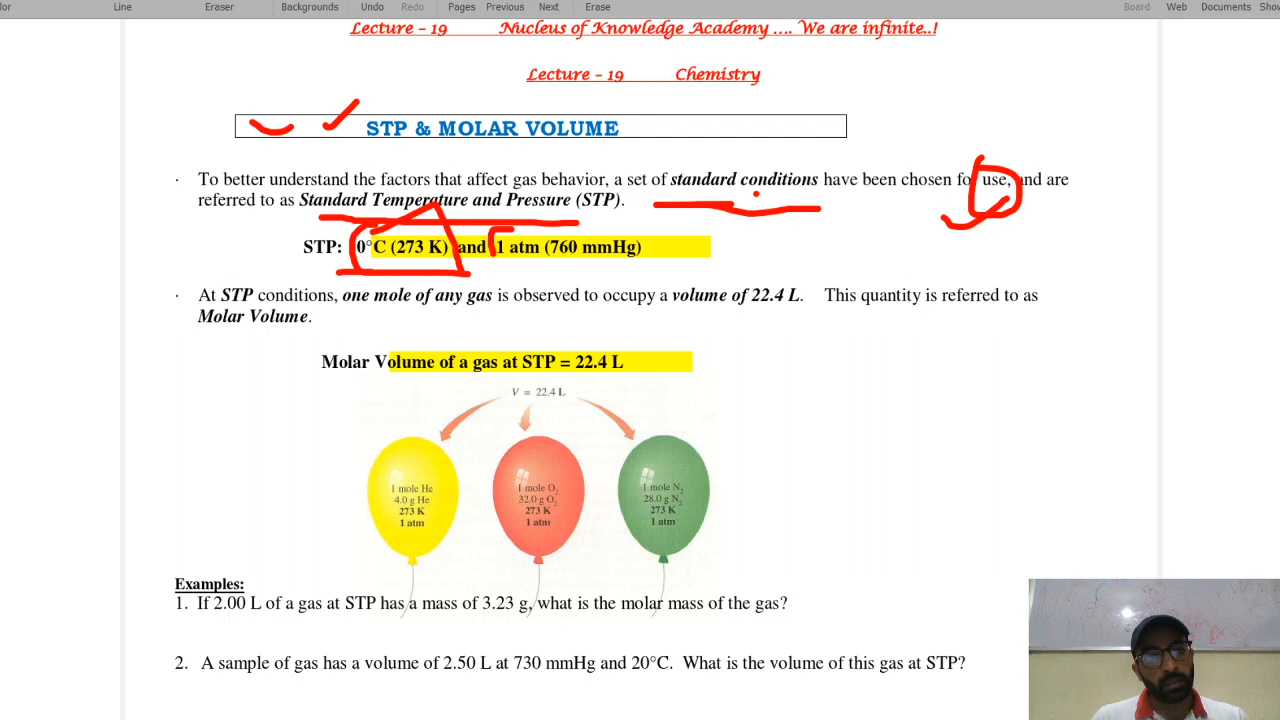 lor Line Eraser Backgrounds Undo Redo Pages Previous Next Erase Board Web Documents Show
Lecture – 19 Nucleus of Knowledge Academy .... We are infinite..!
Lecture – 19 Chemistry
STP & MOLAR VOLUME
· To better understand the factors that affect gas behavior, a set of standard conditions have been chosen for use, and are
referred to as Standard Temperature and Pressure (STP).
STP: 0°C (273 K) and 1 atm (760 mmHg)
· At STP conditions, one mole of any gas is observed to occupy a volume of 22.4 L. This quantity is referred to as
Molar Volume.
Molar Volume of a gas at STP = 22.4 L
V = 22.4 L
1 mole He
4.0 g He
273 K
1 atm
1 mole O₂
32.0 g O₂
273 K
1 atm
1 mole N₂
28.0 g N₂
273 K
1 atm
Examples:
1. If 2.00 L of a gas at STP has a mass of 3.23 g, what is the molar mass of the gas?
2. A sample of gas has a volume of 2.50 L at 730 mmHg and 20°C. What is the volume of this gas at STP?